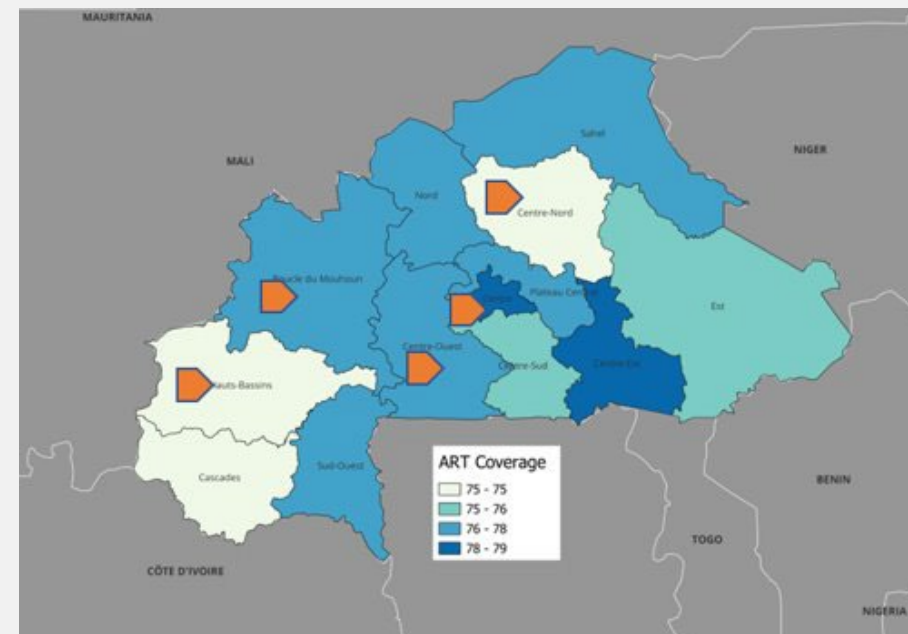 MAURITANIA
MALI
NIGER
Sahel
Nord
Centre-Nord
Boucle du Mouhoun
Plateau Central
Est
Centre-Ouest
Centre-Sud
Centre-Est
Hauts-Bassins
Cascades
Sud-Ouest
ART Coverage
75 - 75
75 - 76
76 - 78
78 - 79
BENIN
TOGO
CÔTE D'IVOIRE
NIGERIA